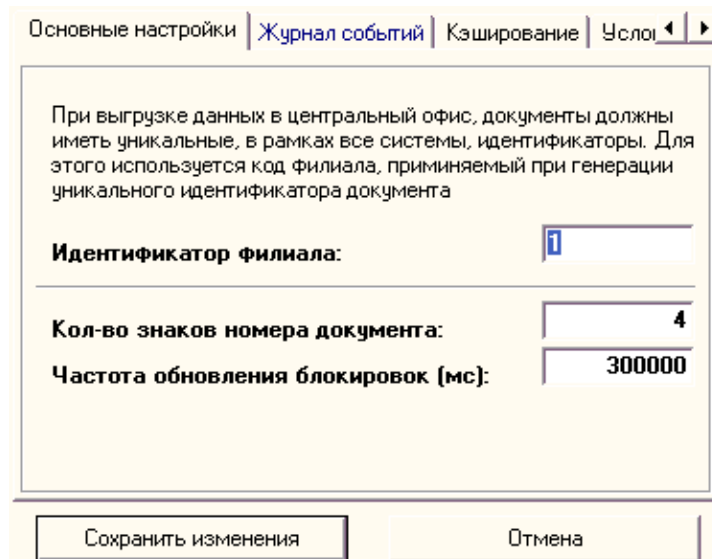 Основные настройки Журнал событий Кэширование
При выгрузке данных в центральный офис, документы должны
иметь уникальные, в рамках все системы, идентификаторы. Для
этого используется код филиала, приминяемый при генерации
уникального идентификатора документа
Идентификатор филиала: 1
Кол-во знаков номера документа: 4
Частота обновления блокировок (мс): 300000
Сохранить изменения Отмена